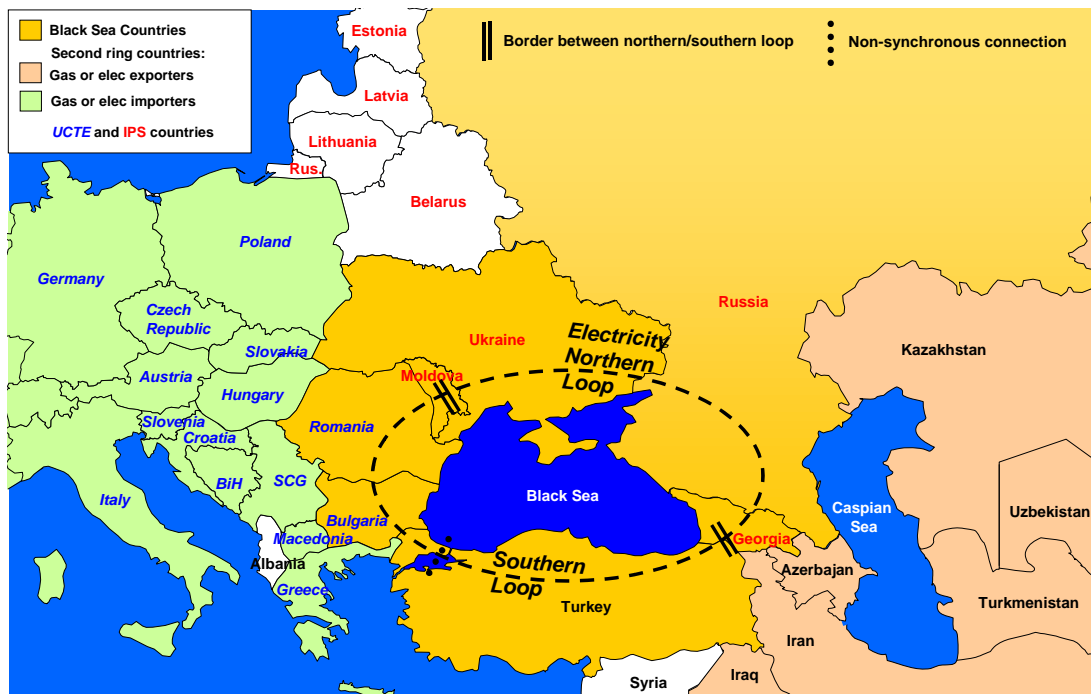 Black Sea Countries
Second ring countries:
Gas or elec exporters
Gas or elec importers
UCTE and IPS countries
Border between northern/southern loop
Non-synchronous connection
Estonia
Latvia
Lithuania
Rus.
Belarus
Poland
Germany
Czech
Republic
Slovakia
Austria
Hungary
Slovenia
Croatia
BiH
SCG
Italy
Macedonia
Albania
Greece
Romania
Bulgaria
Moldova
Ukraine
Russia
Electricity
Northern
Loop
Black Sea
Southern
Loop
Turkey
Georgia
Azerbajan
Kazakhstan
Caspian
Sea
Uzbekistan
Turkmenistan
Iran
Iraq
Syria